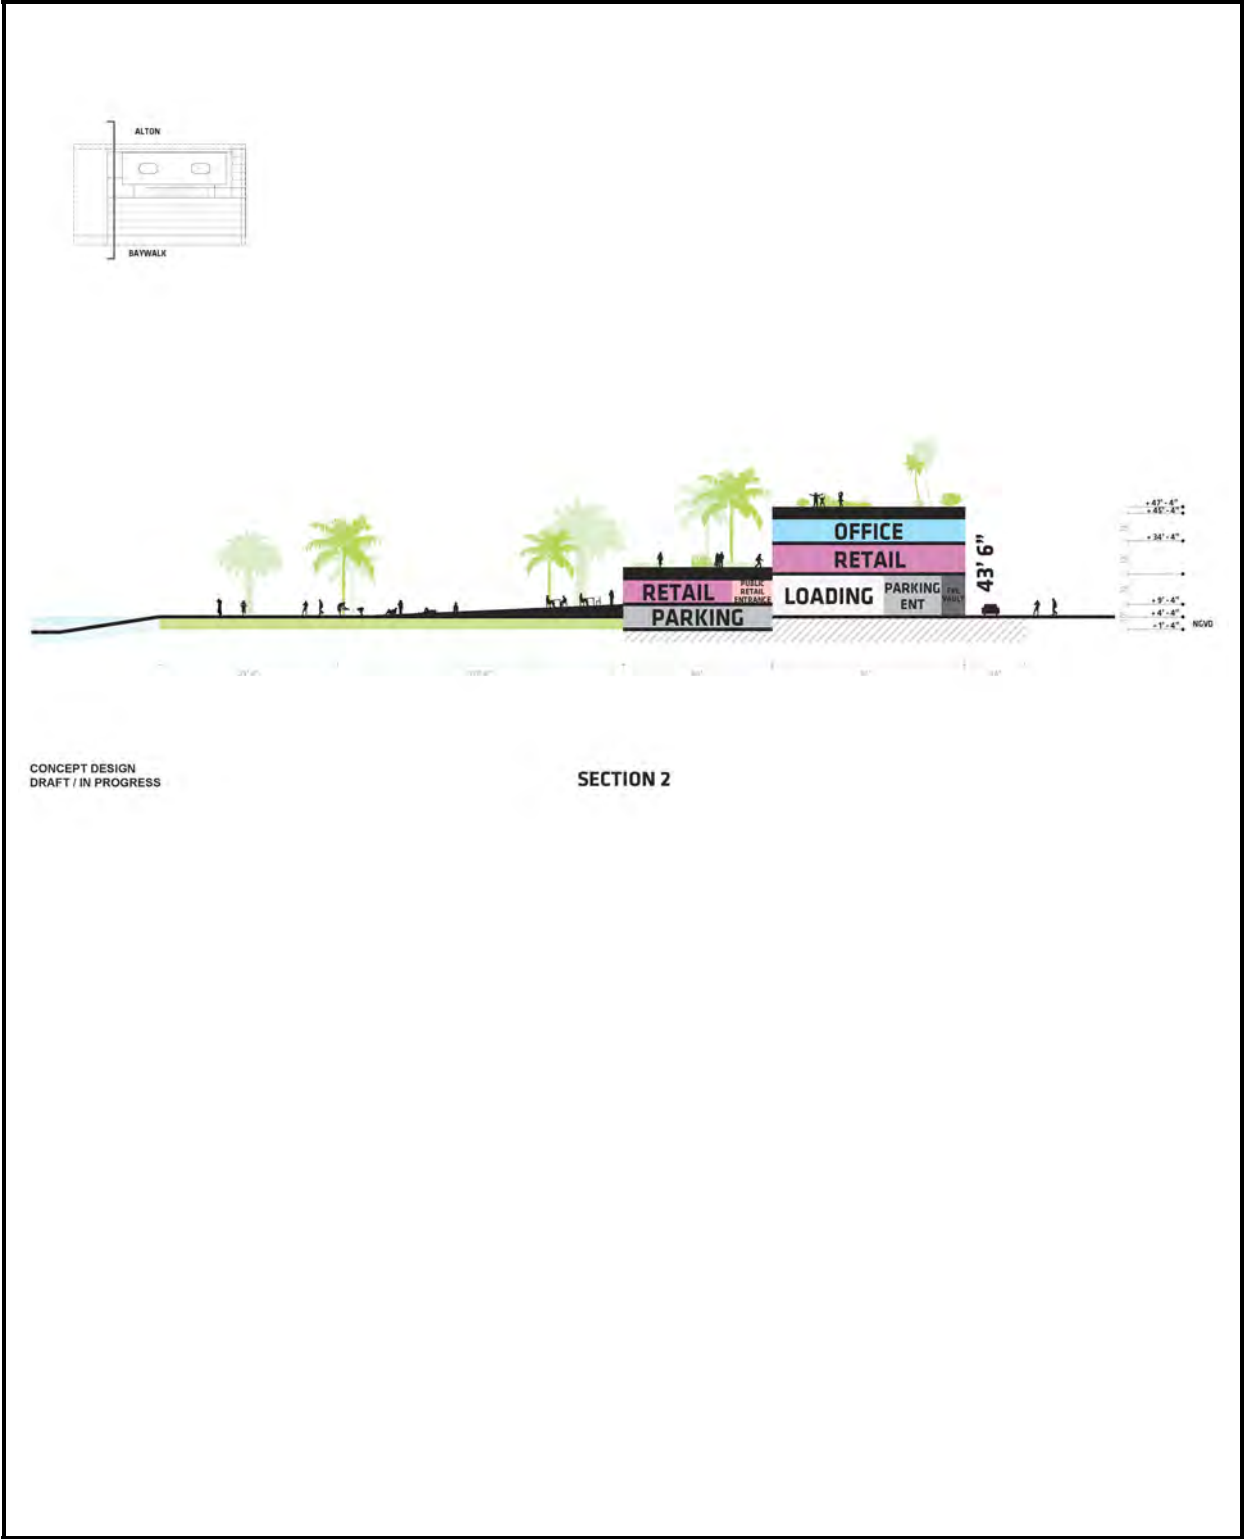 ALTON
BAYWALK
OFFICE
RETAIL
43' 6"
RETAIL
PUBLIC
RETAIL
ENTRANCE
PARKING
LOADING
PARKING
ENT
VAULT
+ 47' - 4"
+ 45' - 4"
+ 34' - 4"
+ 9' - 4"
+ 4' - 4"
- 1' - 4"
NGVD
CONCEPT DESIGN
DRAFT / IN PROGRESS
SECTION 2